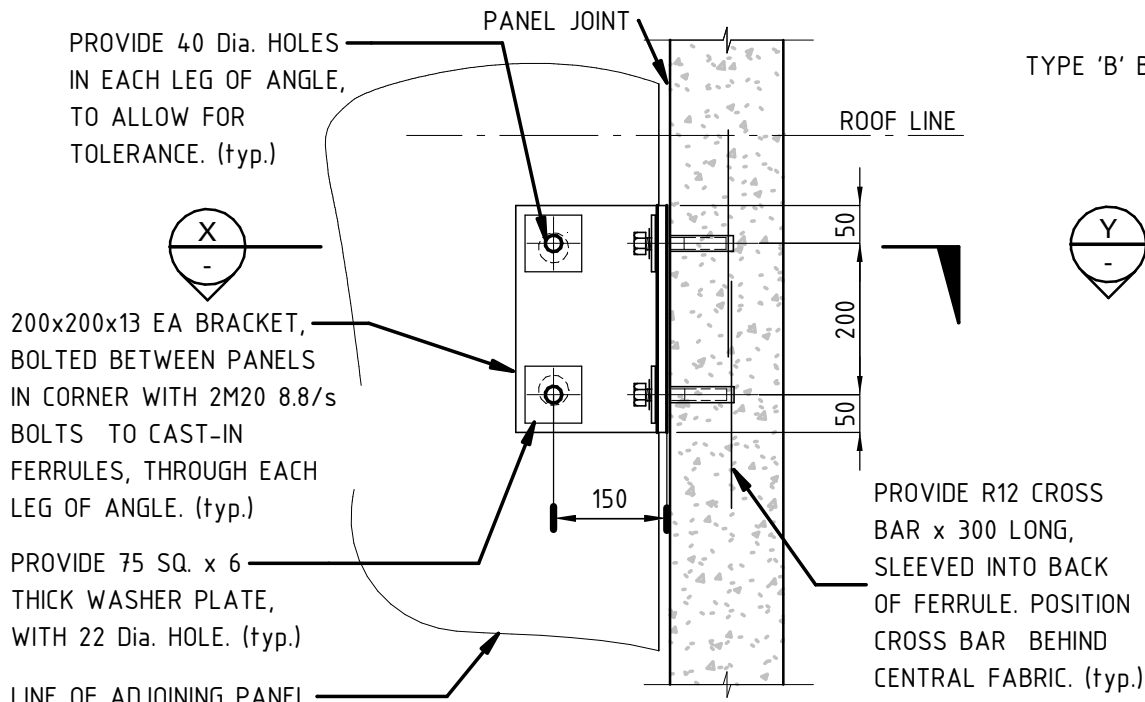 PANEL JOINT
PROVIDE 40 Dia. HOLES
IN EACH LEG OF ANGLE,
TO ALLOW FOR
TOLERANCE. (typ.)
TYPE 'B' B
ROOF LINE
X
-
Y
-
50
200
50
200x200x13 EA BRACKET,
BOLTED BETWEEN PANELS
IN CORNER WITH 2M20 8.8/s
BOLTS TO CAST-IN
FERRULES, THROUGH EACH
LEG OF ANGLE. (typ.)
150
PROVIDE R12 CROSS
BAR x 300 LONG,
SLEEVED INTO BACK
OF FERRULE. POSITION
CROSS BAR BEHIND
CENTRAL FABRIC. (typ.)
PROVIDE 75 SQ. x 6
THICK WASHER PLATE,
WITH 22 Dia. HOLE. (typ.)
LINE OF ADJOINING PANEL